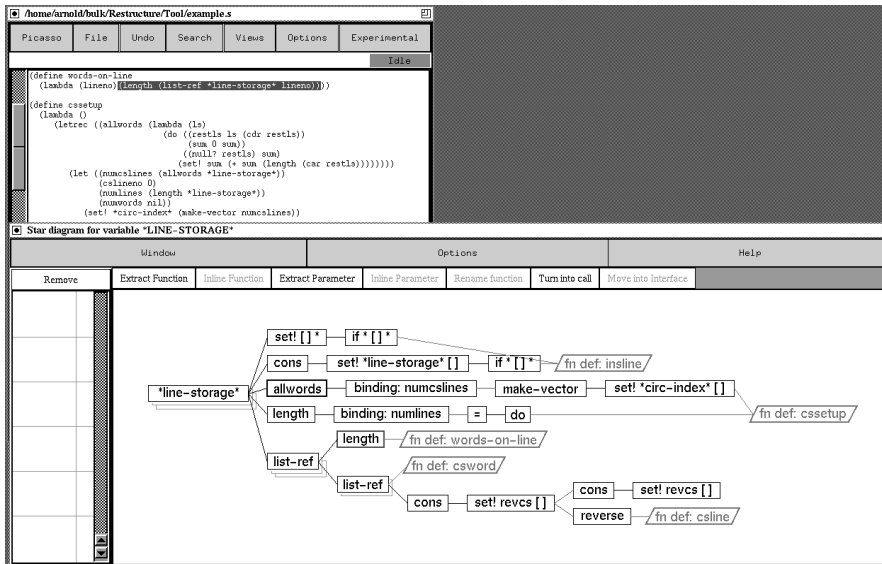 /home/arnold/bulk/Restructure/Tool/example.s
Picasso File Undo Search Views Options Experimental
Idle
(define words-on-line
(lambda (lineno)(length (list-ref *line-storage* lineno))))
(define cssetup
(lambda ()
(letrec ((allwords (lambda (ls)
(do ((restls ls (cdr restls))
(sum 0 sum))
((null? restls) sum)
(set! sum (+ sum (length (car restls))))))))
(let ((numcslines (allwords *line-storage*))
(cslineno 0)
(numlines (length *line-storage*))
(numwords nil))
(set! *circ-index* (make-vector numcslines))
Star diagram for variable *LINE-STORAGE*
Window Options Help
Remove Extract Function Inline Function Extract Parameter Inline Parameter Rename function Turn into call Move into Interface
set! [ ] * if * [ ] *
cons set! *line-storage* [ ] if * [ ] * fn def: insline
*line-storage* allwords binding: numcslines make-vector set! *circ-index* [ ]
length binding: numlines = do fn def: cssetup
length fn def: words-on-line
list-ref fn def: csword
list-ref
cons set! revcs [ ] cons set! revcs [ ]
reverse fn def: csline